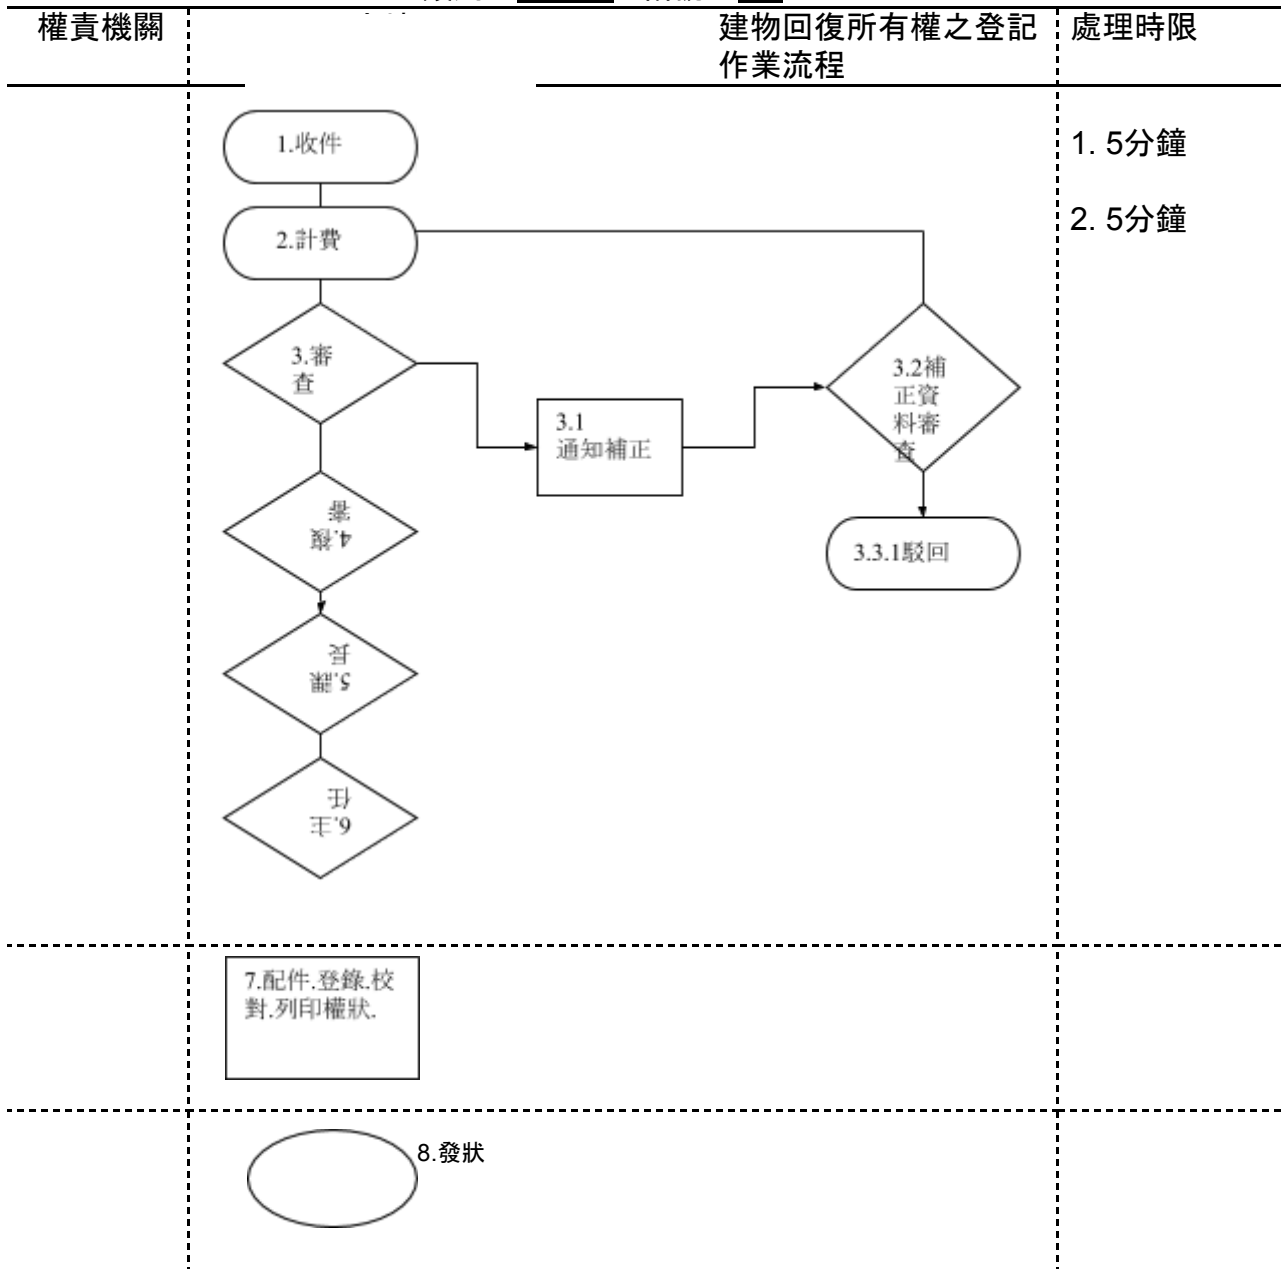 權責機關
建物回復所有權之登記
作業流程
處理時限
1.收件
1. 5分鐘
2.計費
2. 5分鐘
3.審
查
3.1
通知補正
3.2補
正資
料審
查
4.複
審
3.3.1駁回
5.課
長
6.主
任
7.配件.登錄.校
對.列印權狀.
8.發狀